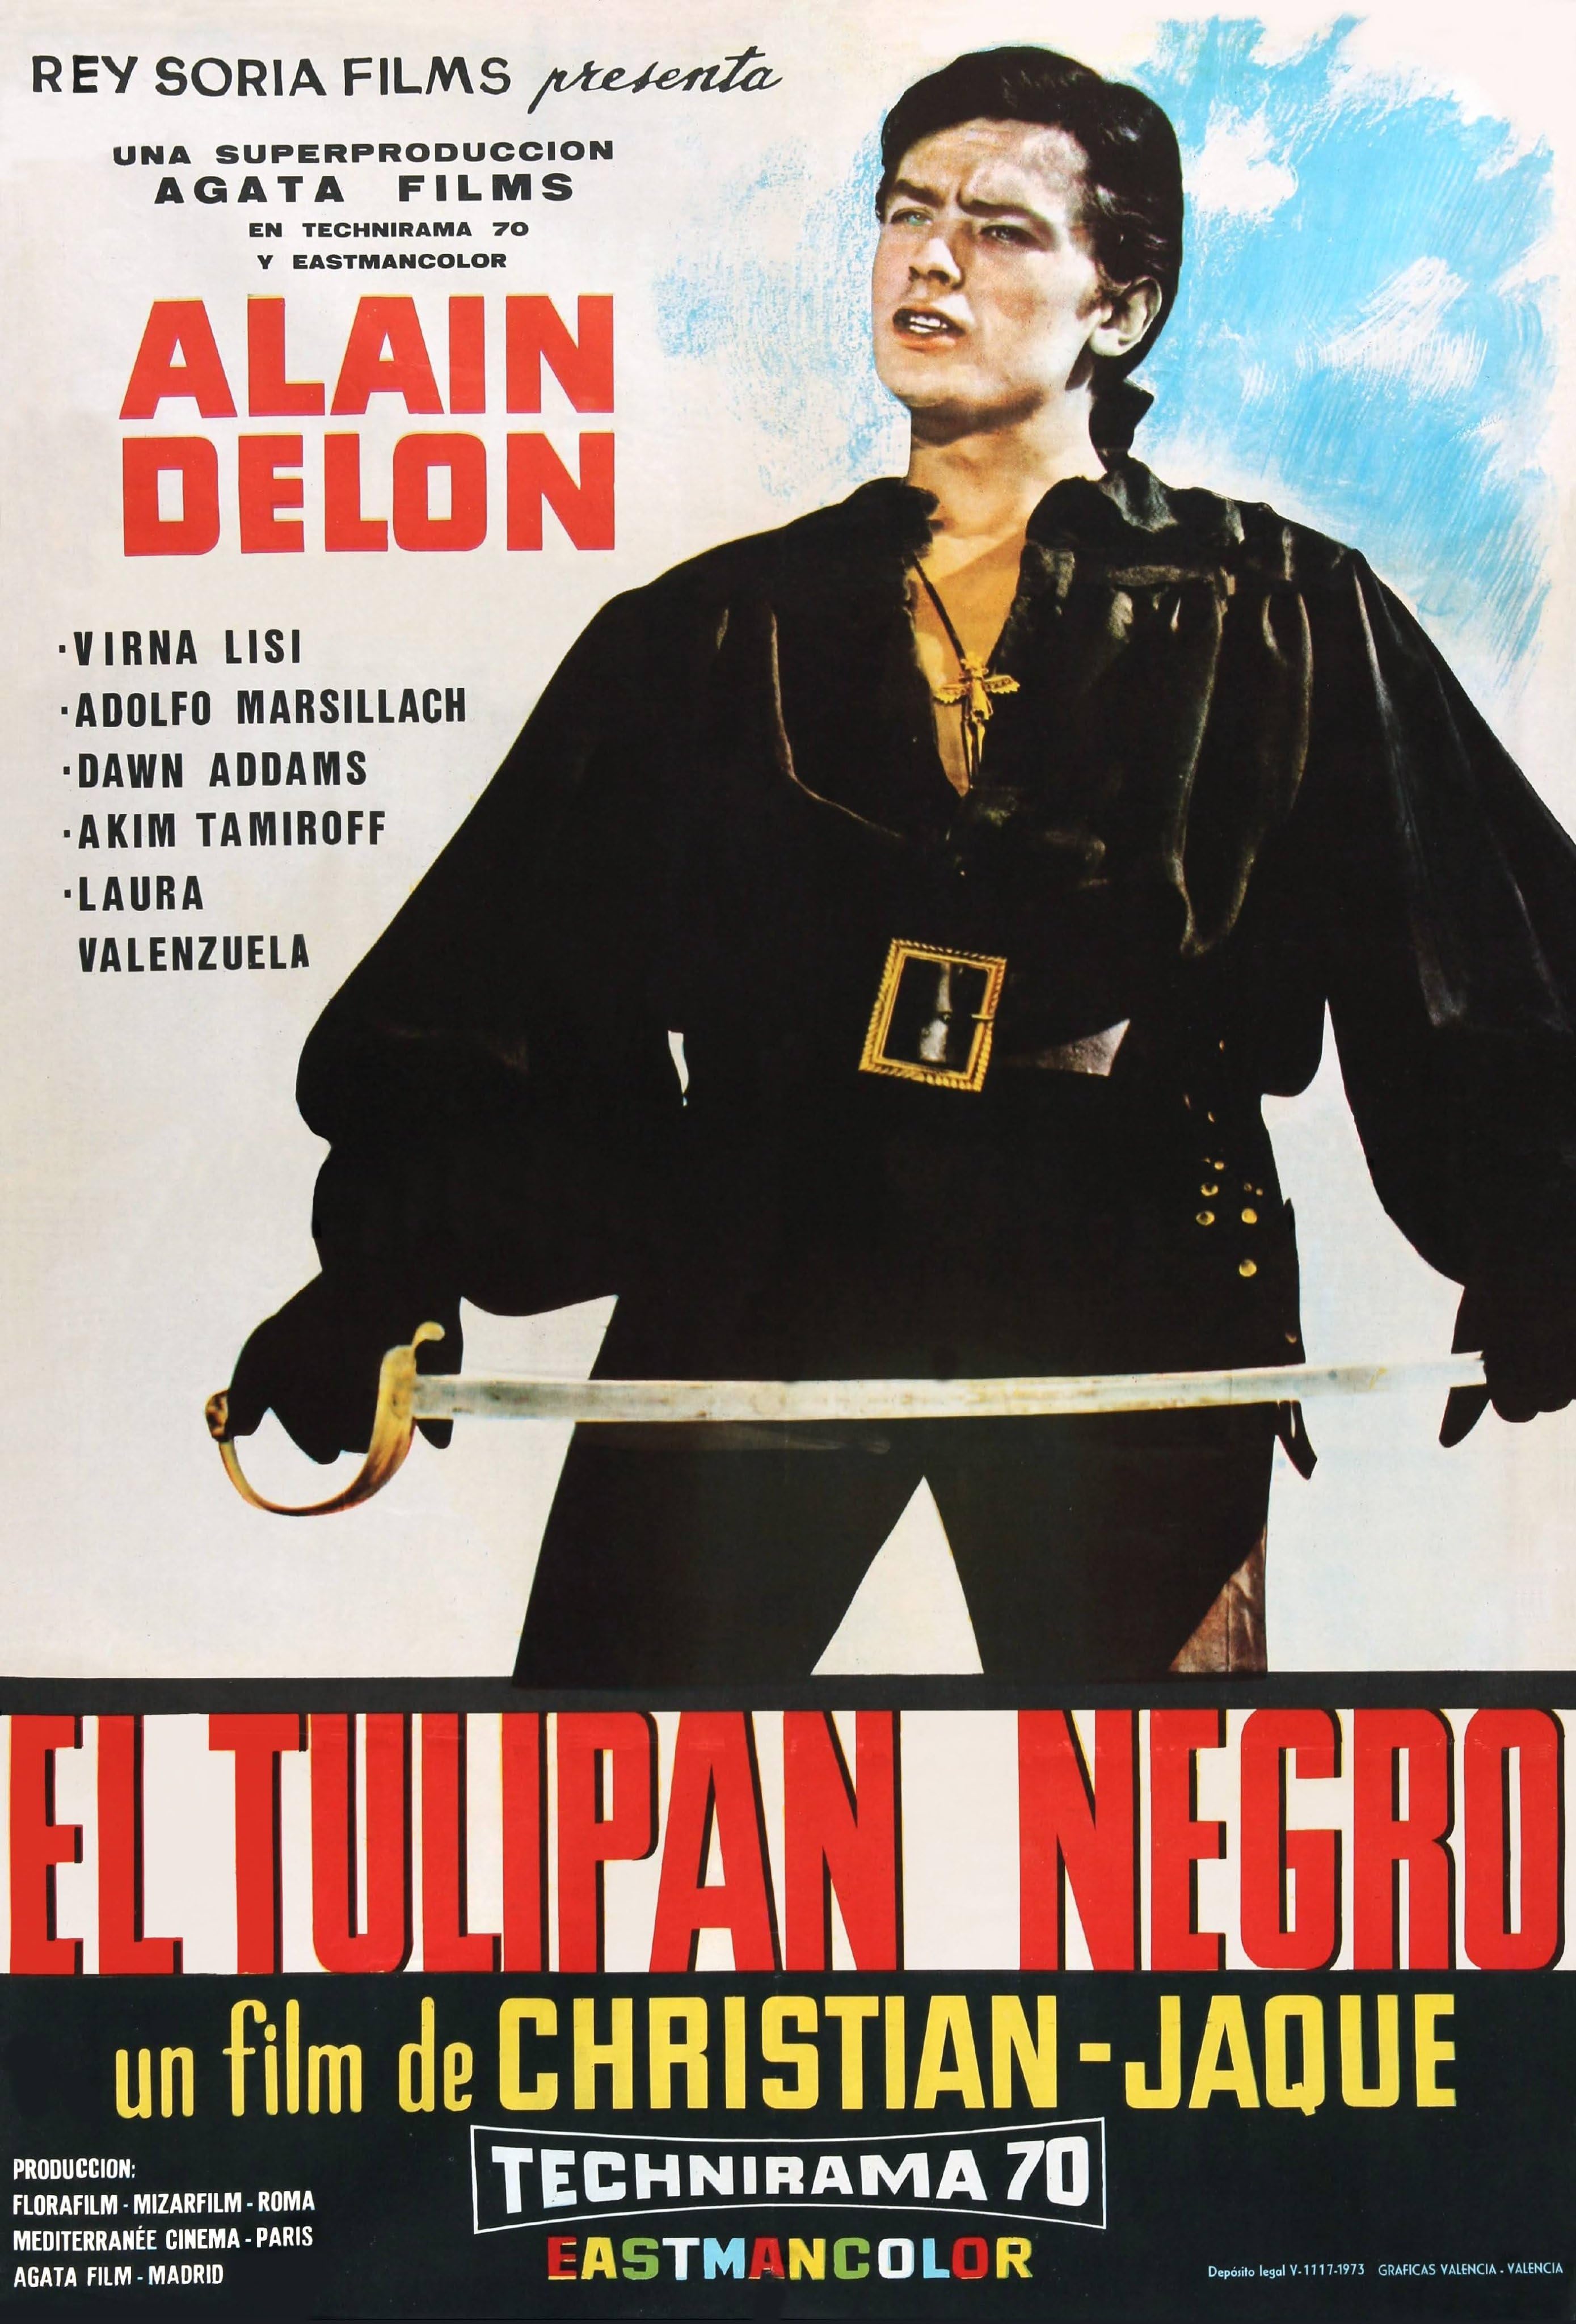 REY SORIA FILMS presenta
UNA SUPERPRODUCCION
AGATA FILMS
EN TECHNIRAMA 70
Y EASTMANCOLOR
ALAIN
DELON
·VIRNA LISI
·ADOLFO MARSILLACH
·DAWN ADDAMS
·AKIM TAMIROFF
·LAURA
VALENZUELA
EL TULIPAN NEGRO
un film de CHRISTIAN-JAQUE
TECHNIRAMA 70
EASTMANCOLOR
PRODUCCION:
FLORAFILM - MIZARFILM - ROMA
MEDITERRANÉE CINEMA - PARIS
AGATA FILM - MADRID
Depósito legal V-1117-1973 GRAFICAS VALENCIA - VALENCIA